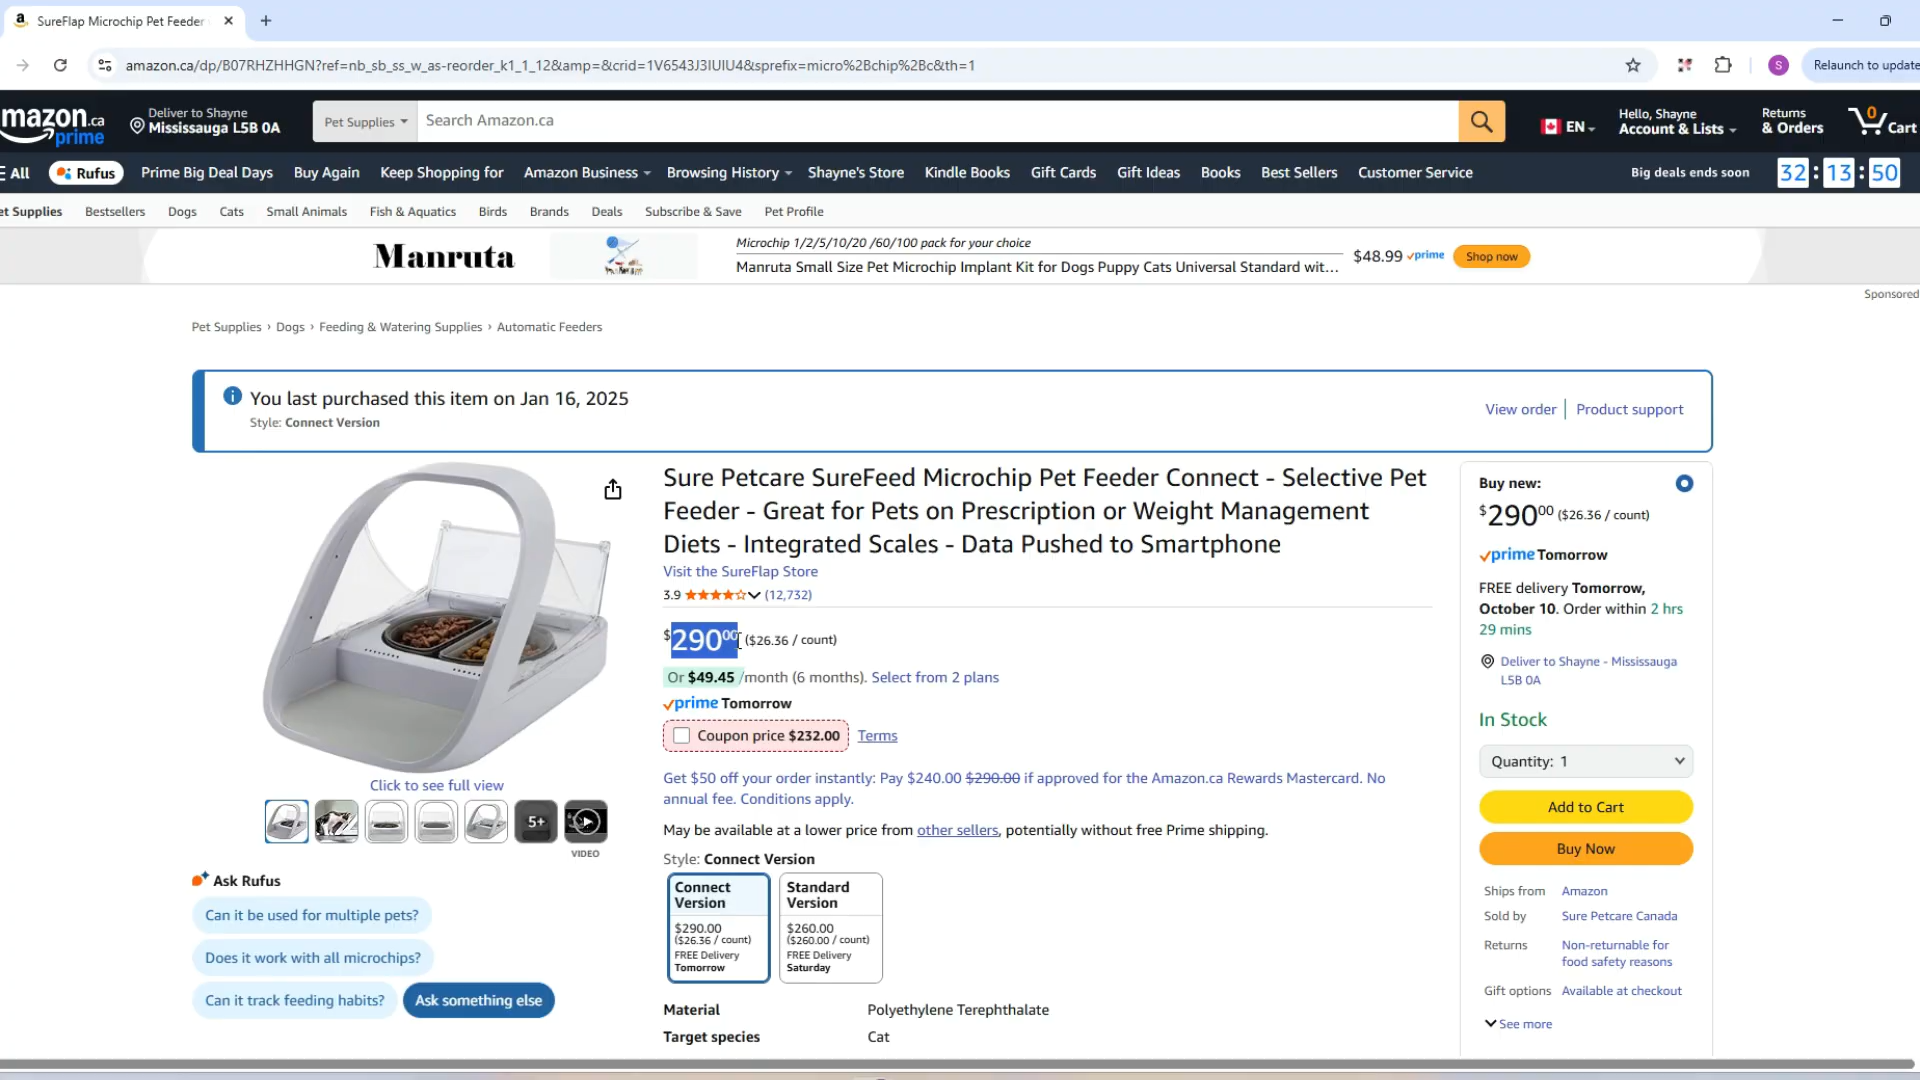 SureFlap Microchip Pet Feeder
amazon.ca/dp/B07RHZHHGN?ref=nb_sb_ss_w_as-reorder_k1_1_12&amp=&crid=1V6543J3IUIU4&sprefix=micro%2Bchip%2Bc&th=1
S
Relaunch to update
mazon.ca
prime
Deliver to Shayne
Mississauga L5B 0A
Pet Supplies
Search Amazon.ca
EN
Hello, Shayne
Account & Lists
Returns
& Orders
0
Cart
All
Rufus
Prime Big Deal Days
Buy Again
Keep Shopping for
Amazon Business
Browsing History
Shayne's Store
Kindle Books
Gift Cards
Gift Ideas
Books
Best Sellers
Customer Service
Big deals ends soon
32 : 13 : 50
et Supplies
Bestsellers
Dogs
Cats
Small Animals
Fish & Aquatics
Birds
Brands
Deals
Subscribe & Save
Pet Profile
Manruta
Microchip 1/2/5/10/20 /60/100 pack for your choice
Manruta Small Size Pet Microchip Implant Kit for Dogs Puppy Cats Universal Standard wit…
$48.99 prime
Shop now
Sponsored
Pet Supplies › Dogs › Feeding & Watering Supplies › Automatic Feeders
You last purchased this item on Jan 16, 2025
Style: Connect Version
View order
Product support
Click to see full view
5+
VIDEO
Ask Rufus
Can it be used for multiple pets?
Does it work with all microchips?
Can it track feeding habits?
Ask something else
Sure Petcare SureFeed Microchip Pet Feeder Connect - Selective Pet
Feeder - Great for Pets on Prescription or Weight Management
Diets - Integrated Scales - Data Pushed to Smartphone
Visit the SureFlap Store
3.9 (12,732)
$29000 ($26.36 / count)
Or $49.45 /month (6 months). Select from 2 plans
prime Tomorrow
Coupon price $232.00 Terms
Get $50 off your order instantly: Pay $240.00 $290.00 if approved for the Amazon.ca Rewards Mastercard. No
annual fee. Conditions apply.
May be available at a lower price from other sellers, potentially without free Prime shipping.
Style: Connect Version
Connect
Version
$290.00
($26.36 / count)
FREE Delivery
Tomorrow
Standard
Version
$260.00
($260.00 / count)
FREE Delivery
Saturday
Material Polyethylene Terephthalate
Target species Cat
Buy new:
$29000 ($26.36 / count)
prime Tomorrow
FREE delivery Tomorrow,
October 10. Order within 2 hrs
29 mins
Deliver to Shayne - Mississauga
L5B 0A
In Stock
Quantity: 1
Add to Cart
Buy Now
Ships from Amazon
Sold by Sure Petcare Canada
Returns Non-returnable for
food safety reasons
Gift options Available at checkout
See more